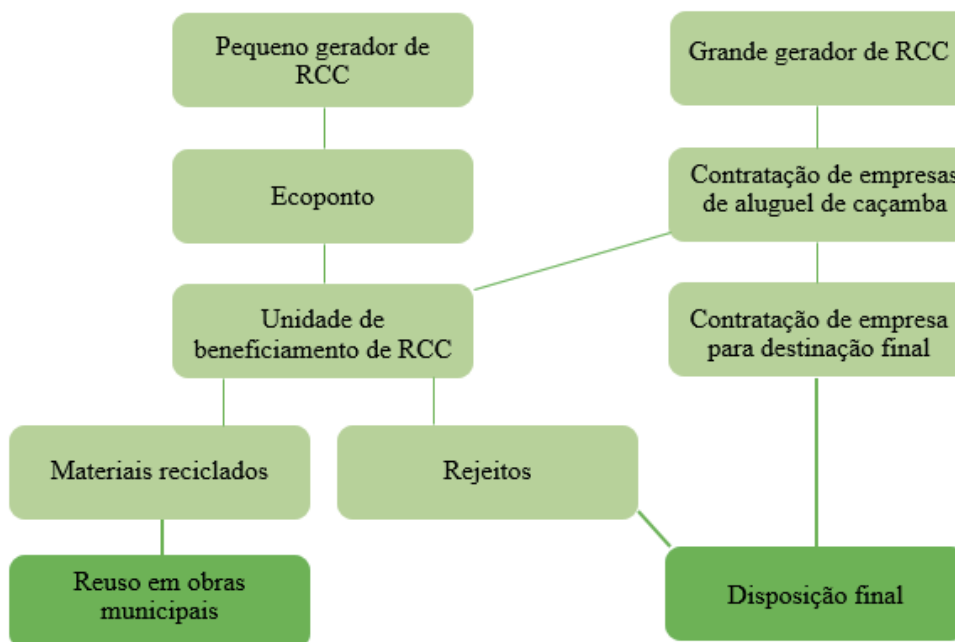 Pequeno gerador de
RCC
Grande gerador de RCC
Ecoponto
Contratação de empresas
de aluguel de caçamba
Unidade de
beneficiamento de RCC
Contratação de empresa
para destinação final
Materiais reciclados
Rejeitos
Reuso em obras
municipais
Disposição final